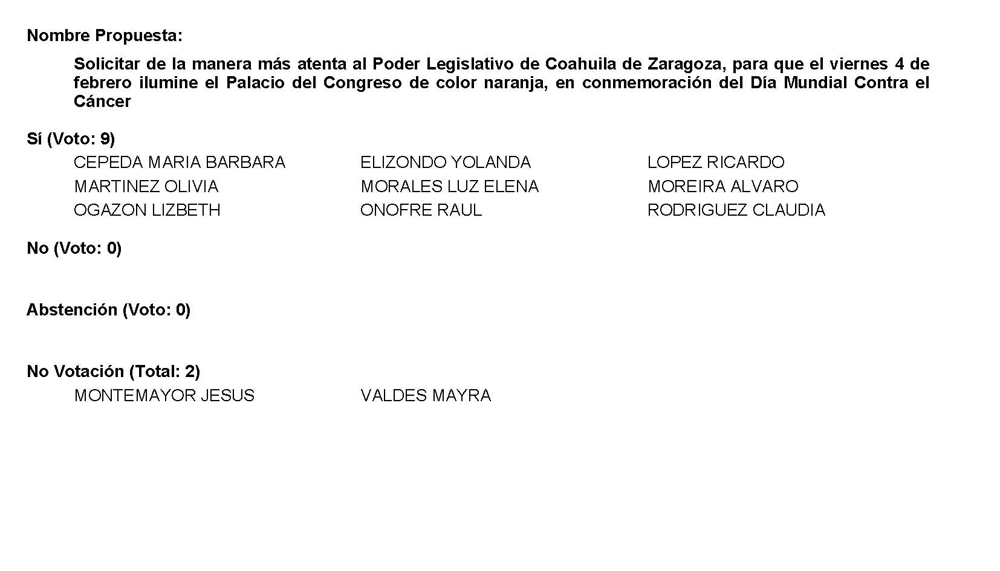 Nombre Propuesta:
Solicitar de la manera más atenta al Poder Legislativo de Coahuila de Zaragoza, para que el viernes 4 de
febrero ilumine el Palacio del Congreso de color naranja, en conmemoración del Día Mundial Contra el
Cáncer
Sí (Voto: 9)
CEPEDA MARIA BARBARA ELIZONDO YOLANDA LOPEZ RICARDO
MARTINEZ OLIVIA MORALES LUZ ELENA MOREIRA ALVARO
OGAZON LIZBETH ONOFRE RAUL RODRIGUEZ CLAUDIA
No (Voto: 0)
Abstención (Voto: 0)
No Votación (Total: 2)
MONTEMAYOR JESUS VALDES MAYRA